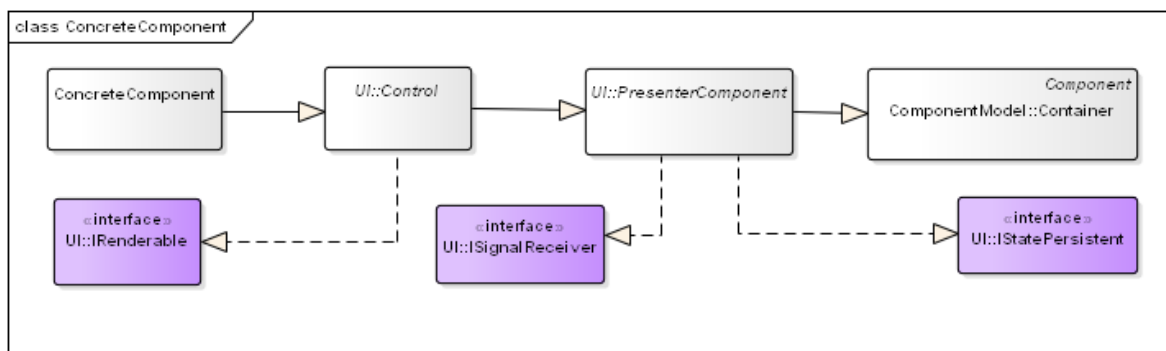 class ConcreteComponent
ConcreteComponent
UI::Control
UI::PresenterComponent
Component
ComponentModel::Container
«interface»
UI::IRenderable
«interface»
UI::ISignalReceiver
«interface»
UI::IStatePersistent